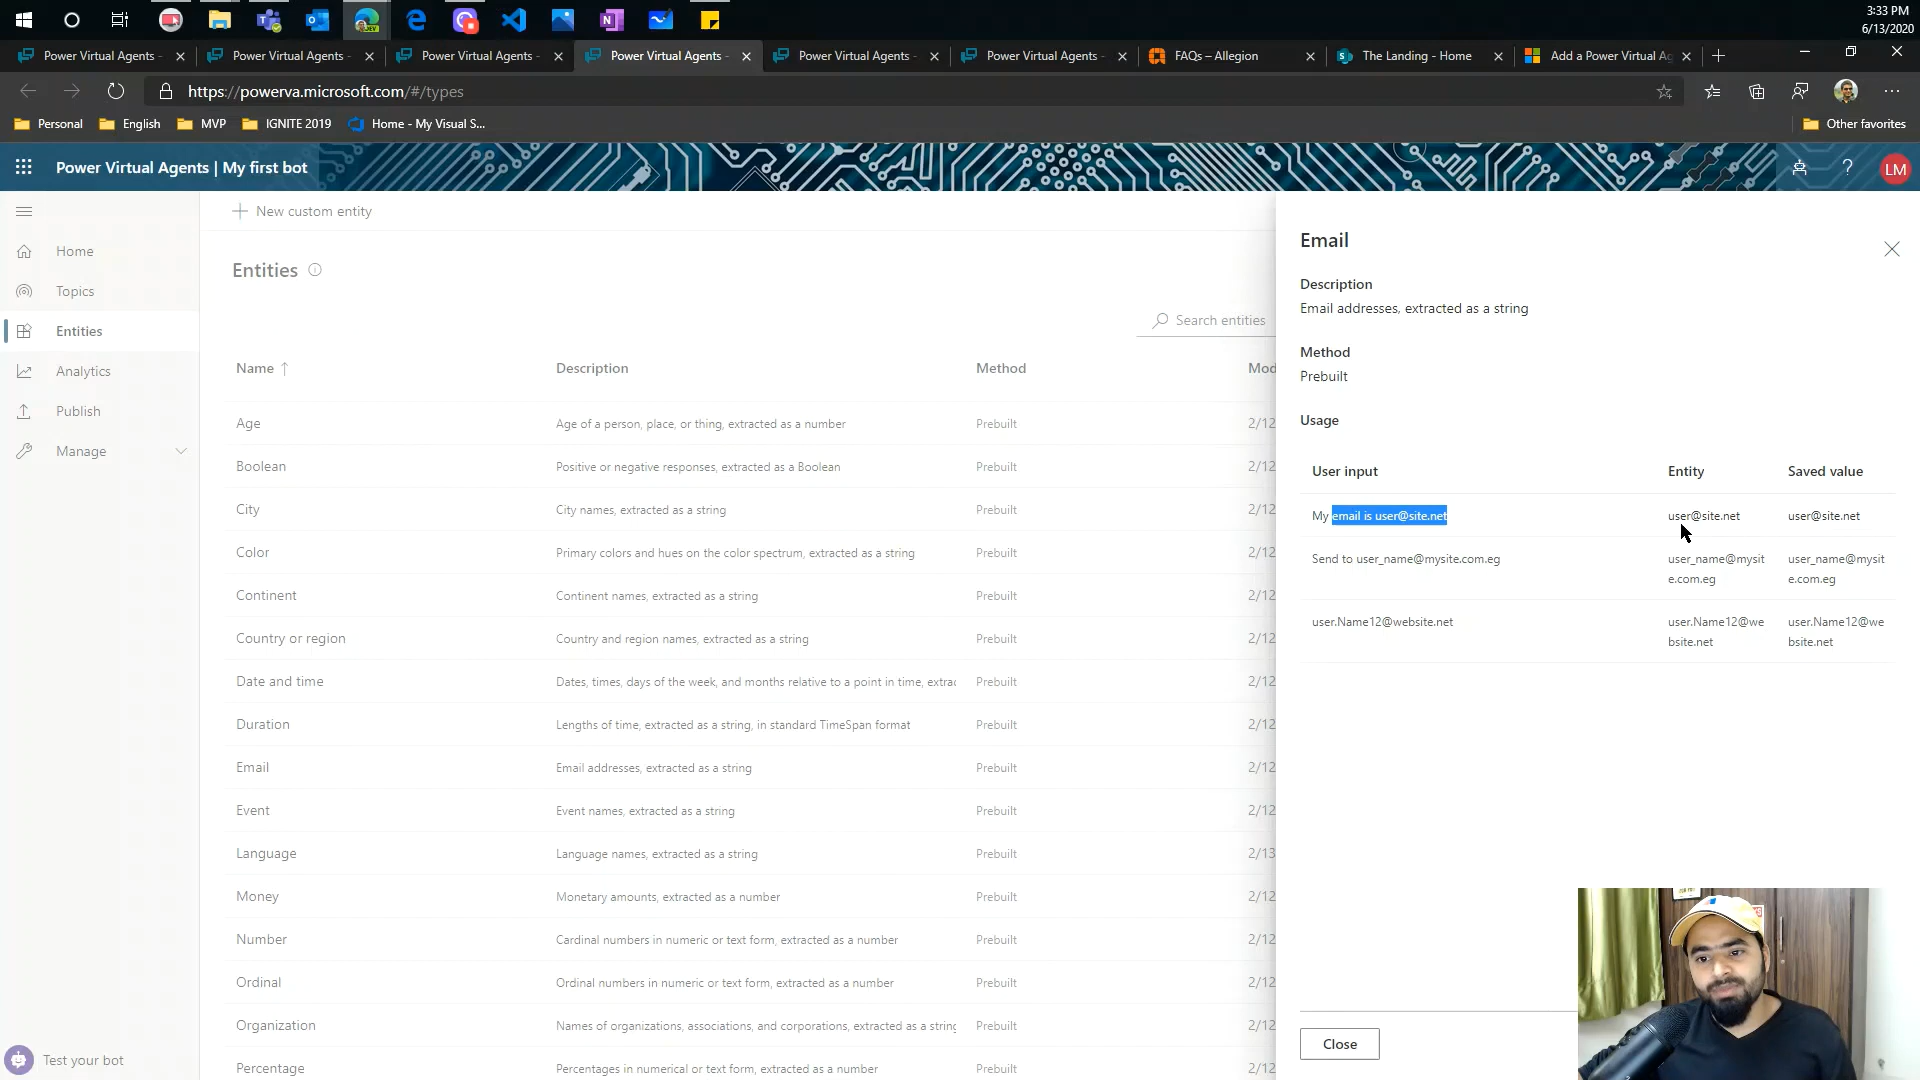 3:33 PM
6/13/2020
Power Virtual Agents -
Power Virtual Agents -
Power Virtual Agents -
Power Virtual Agents -
Power Virtual Agents -
Power Virtual Agents -
FAQs – Allegion
The Landing - Home
Add a Power Virtual Ag
https://powerva.microsoft.com/#/types
Personal
English
MVP
IGNITE 2019
Home - My Visual S...
Other favorites
Power Virtual Agents | My first bot
LM
Home
Topics
Entities
Analytics
Publish
Manage
Test your bot
New custom entity
Entities
Search entities
Name Description Method Mod
Age Age of a person, place, or thing, extracted as a number Prebuilt 2/12
Boolean Positive or negative responses, extracted as a Boolean Prebuilt 2/12
City City names, extracted as a string Prebuilt 2/12
Color Primary colors and hues on the color spectrum, extracted as a string Prebuilt 2/12
Continent Continent names, extracted as a string Prebuilt 2/12
Country or region Country and region names, extracted as a string Prebuilt 2/12
Date and time Dates, times, days of the week, and months relative to a point in time, extrac Prebuilt 2/12
Duration Lengths of time, extracted as a string, in standard TimeSpan format Prebuilt 2/12
Email Email addresses, extracted as a string Prebuilt 2/12
Event Event names, extracted as a string Prebuilt 2/12
Language Language names, extracted as a string Prebuilt 2/13
Money Monetary amounts, extracted as a number Prebuilt 2/12
Number Cardinal numbers in numeric or text form, extracted as a number Prebuilt 2/12
Ordinal Ordinal numbers in numeric or text form, extracted as a number Prebuilt 2/12
Organization Names of organizations, associations, and corporations, extracted as a string Prebuilt 2/12
Percentage Percentages in numerical or text form, extracted as a number Prebuilt 2/12
Email
Description
Email addresses, extracted as a string
Method
Prebuilt
Usage
User input Entity Saved value
My email is user@site.net user@site.net user@site.net
Send to user_name@mysite.com.eg user_name@mysit user_name@mysit
e.com.eg e.com.eg
user.Name12@website.net user.Name12@we user.Name12@we
bsite.net bsite.net
Close